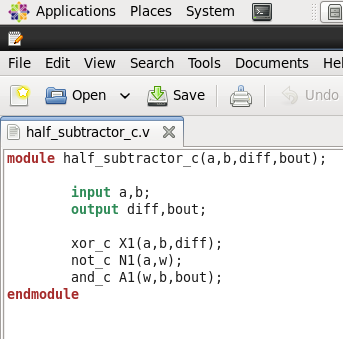 Applications Places System
File Edit View Search Tools Documents
Open Save Undo
half_subtractor_c.v
module half_subtractor_c(a,b,diff,bout);
input a,b;
output diff,bout;
xor_c X1(a,b,diff);
not_c N1(a,w);
and_c A1(w,b,bout);
endmodule